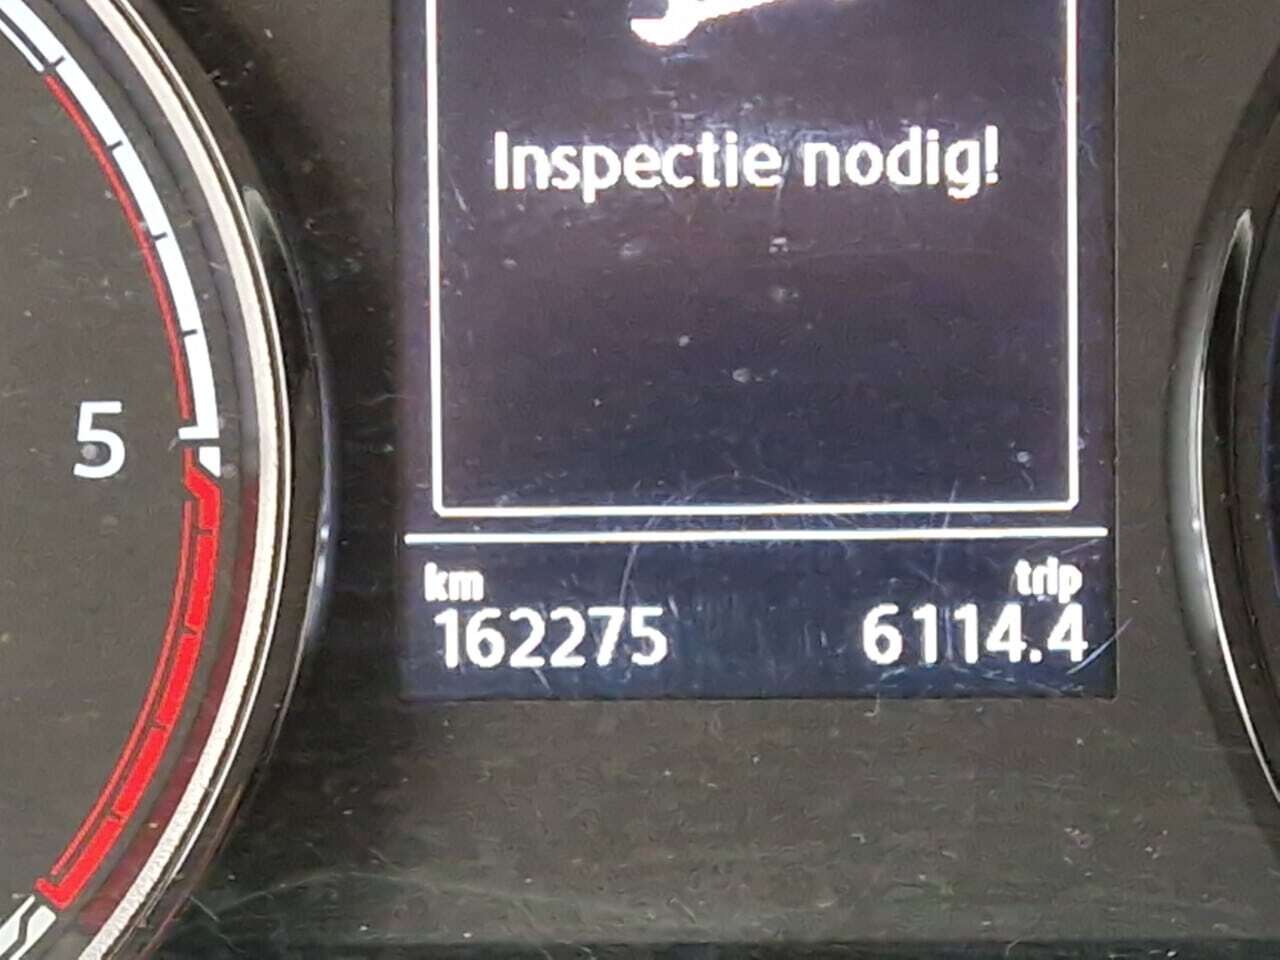 Inspectie nodig!
5
km trip
162275 6114.4